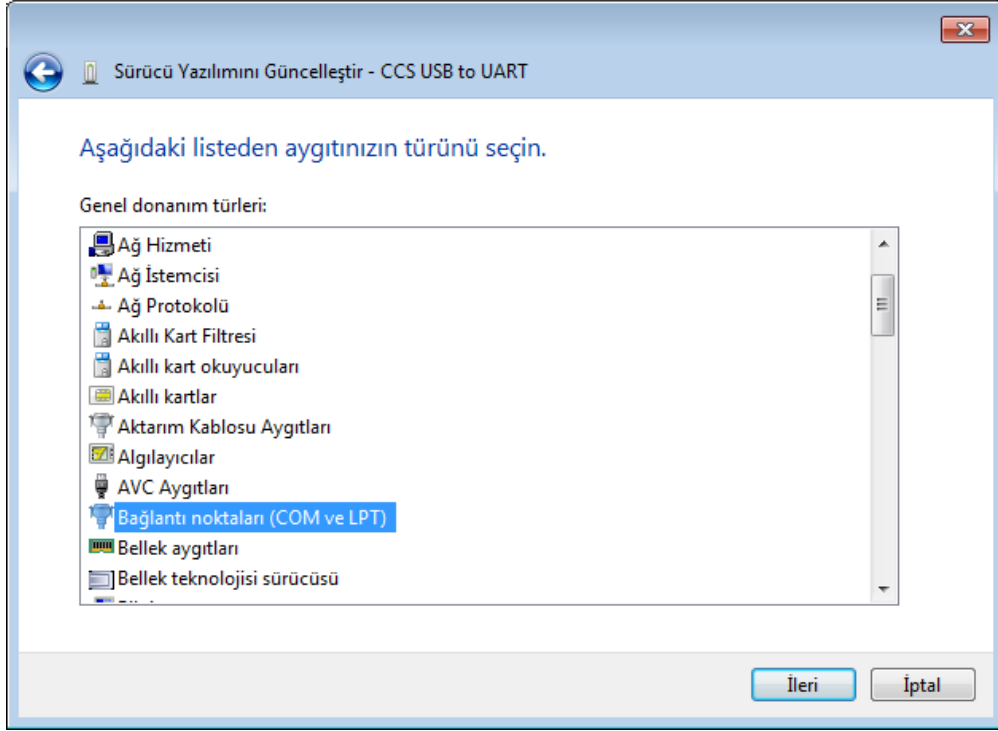 Sürücü Yazılımını Güncelleştir - CCS USB to UART
Aşağıdaki listeden aygıtınızın türünü seçin.
Genel donanım türleri:
Ağ Hizmeti
Ağ İstemcisi
Ağ Protokolü
Akıllı Kart Filtresi
Akıllı kart okuyucuları
Akıllı kartlar
Aktarım Kablosu Aygıtları
Algılayıcılar
AVC Aygıtları
Bağlantı noktaları (COM ve LPT)
Bellek aygıtları
Bellek teknolojisi sürücüsü
İleri
İptal